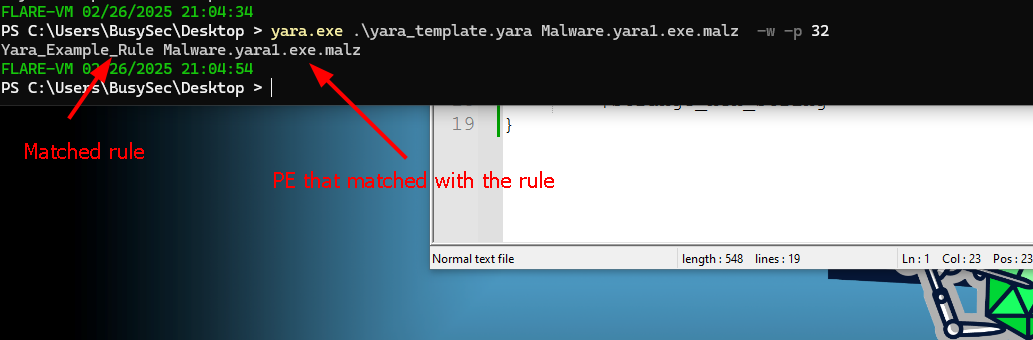 FLARE-VM 02/26/2025 21:04:34
PS C:\Users\BusySec\Desktop > yara.exe .\yara_template.yara Malware.yara1.exe.malz -w -p 32
Yara_Example_Rule Malware.yara1.exe.malz
FLARE-VM 02/26/2025 21:04:54
PS C:\Users\BusySec\Desktop >
19 }
Matched rule
PE that matched with the rule
Normal text file length : 548 lines : 19 Ln : 1 Col : 23 Pos : 23